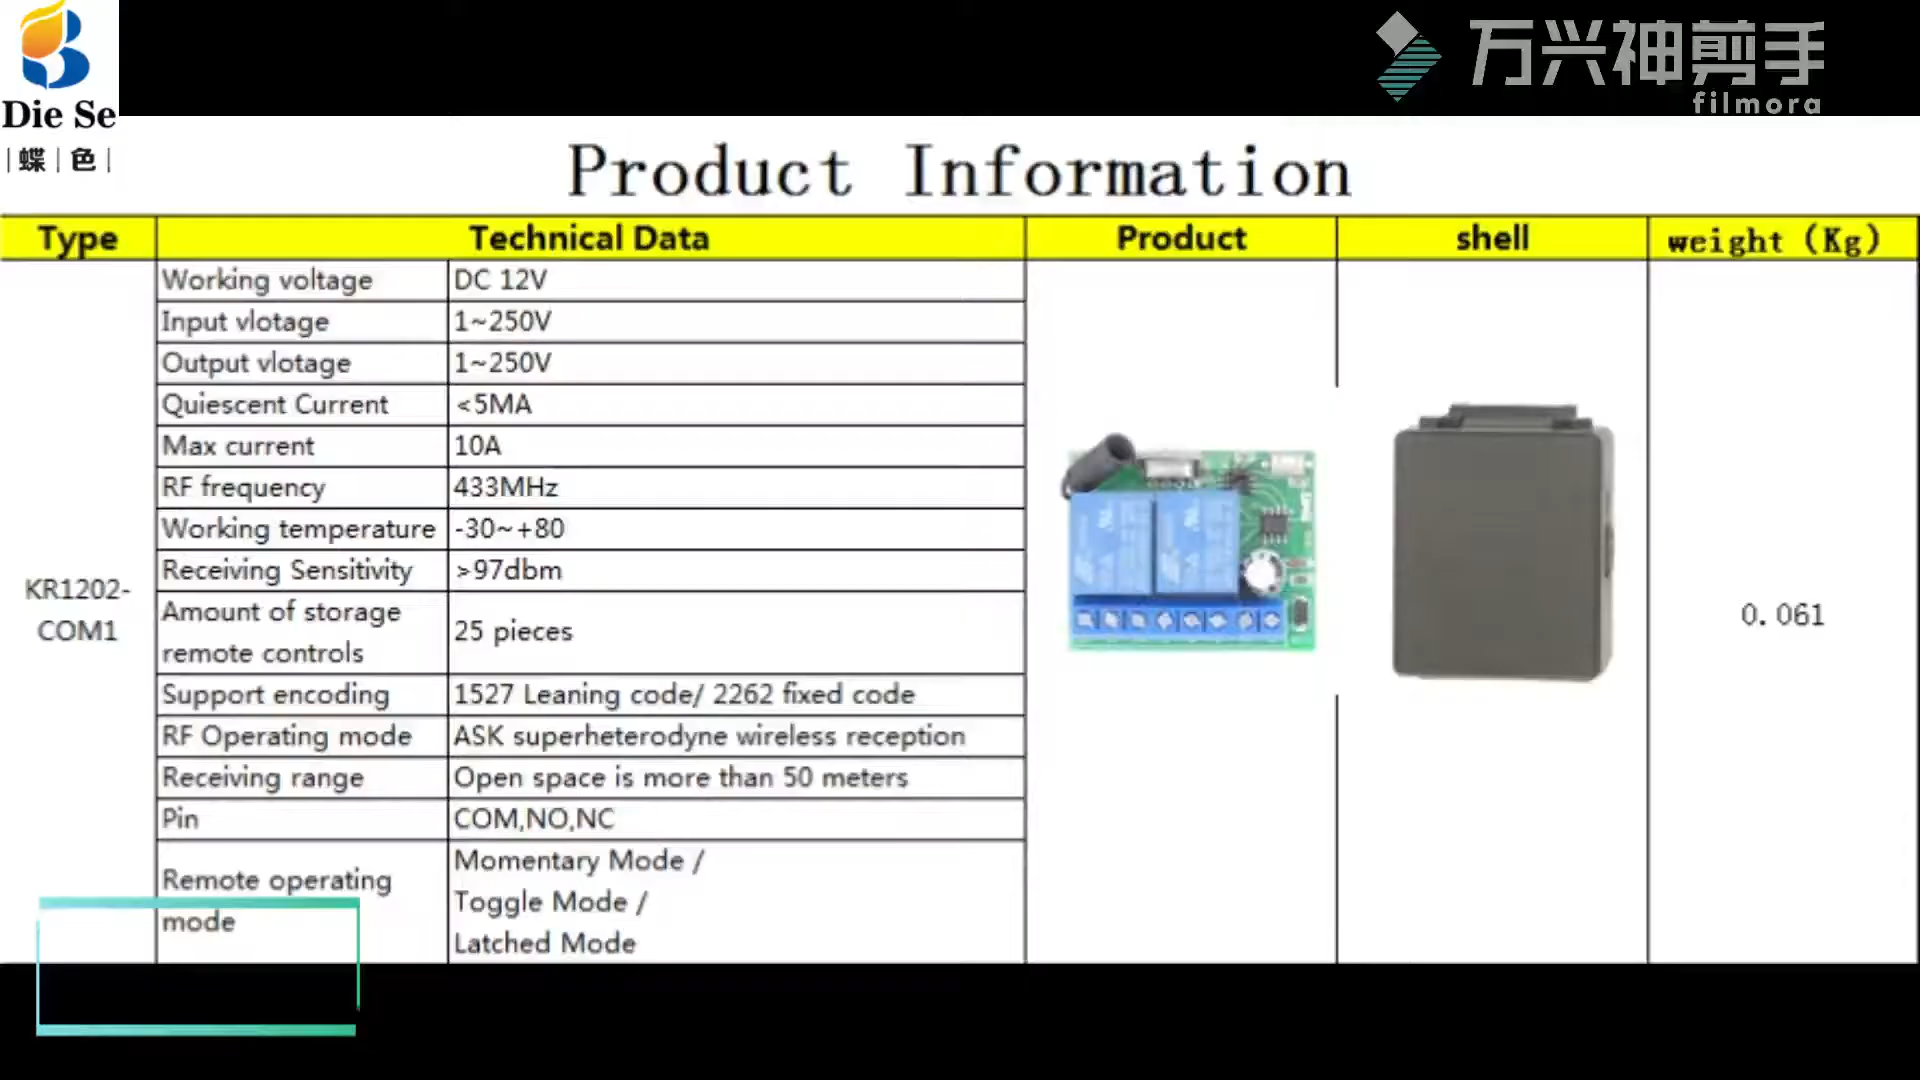 Die Se
|蝶|色|
万兴神剪手
filmora
Product Information
Type
Technical Data
Product
shell
weight (Kg)
KR1202-
COM1
Working voltage
DC 12V
Input vlotage
1~250V
Output vlotage
1~250V
Quiescent Current
<5MA
Max current
10A
RF frequency
433MHz
Working temperature
-30~+80
Receiving Sensitivity
>97dbm
Amount of storage
remote controls
25 pieces
Support encoding
1527 Leaning code/ 2262 fixed code
RF Operating mode
ASK superheterodyne wireless reception
Receiving range
Open space is more than 50 meters
Pin
COM,NO,NC
Remote operating
mode
Momentary Mode /
Toggle Mode /
Latched Mode
0.061